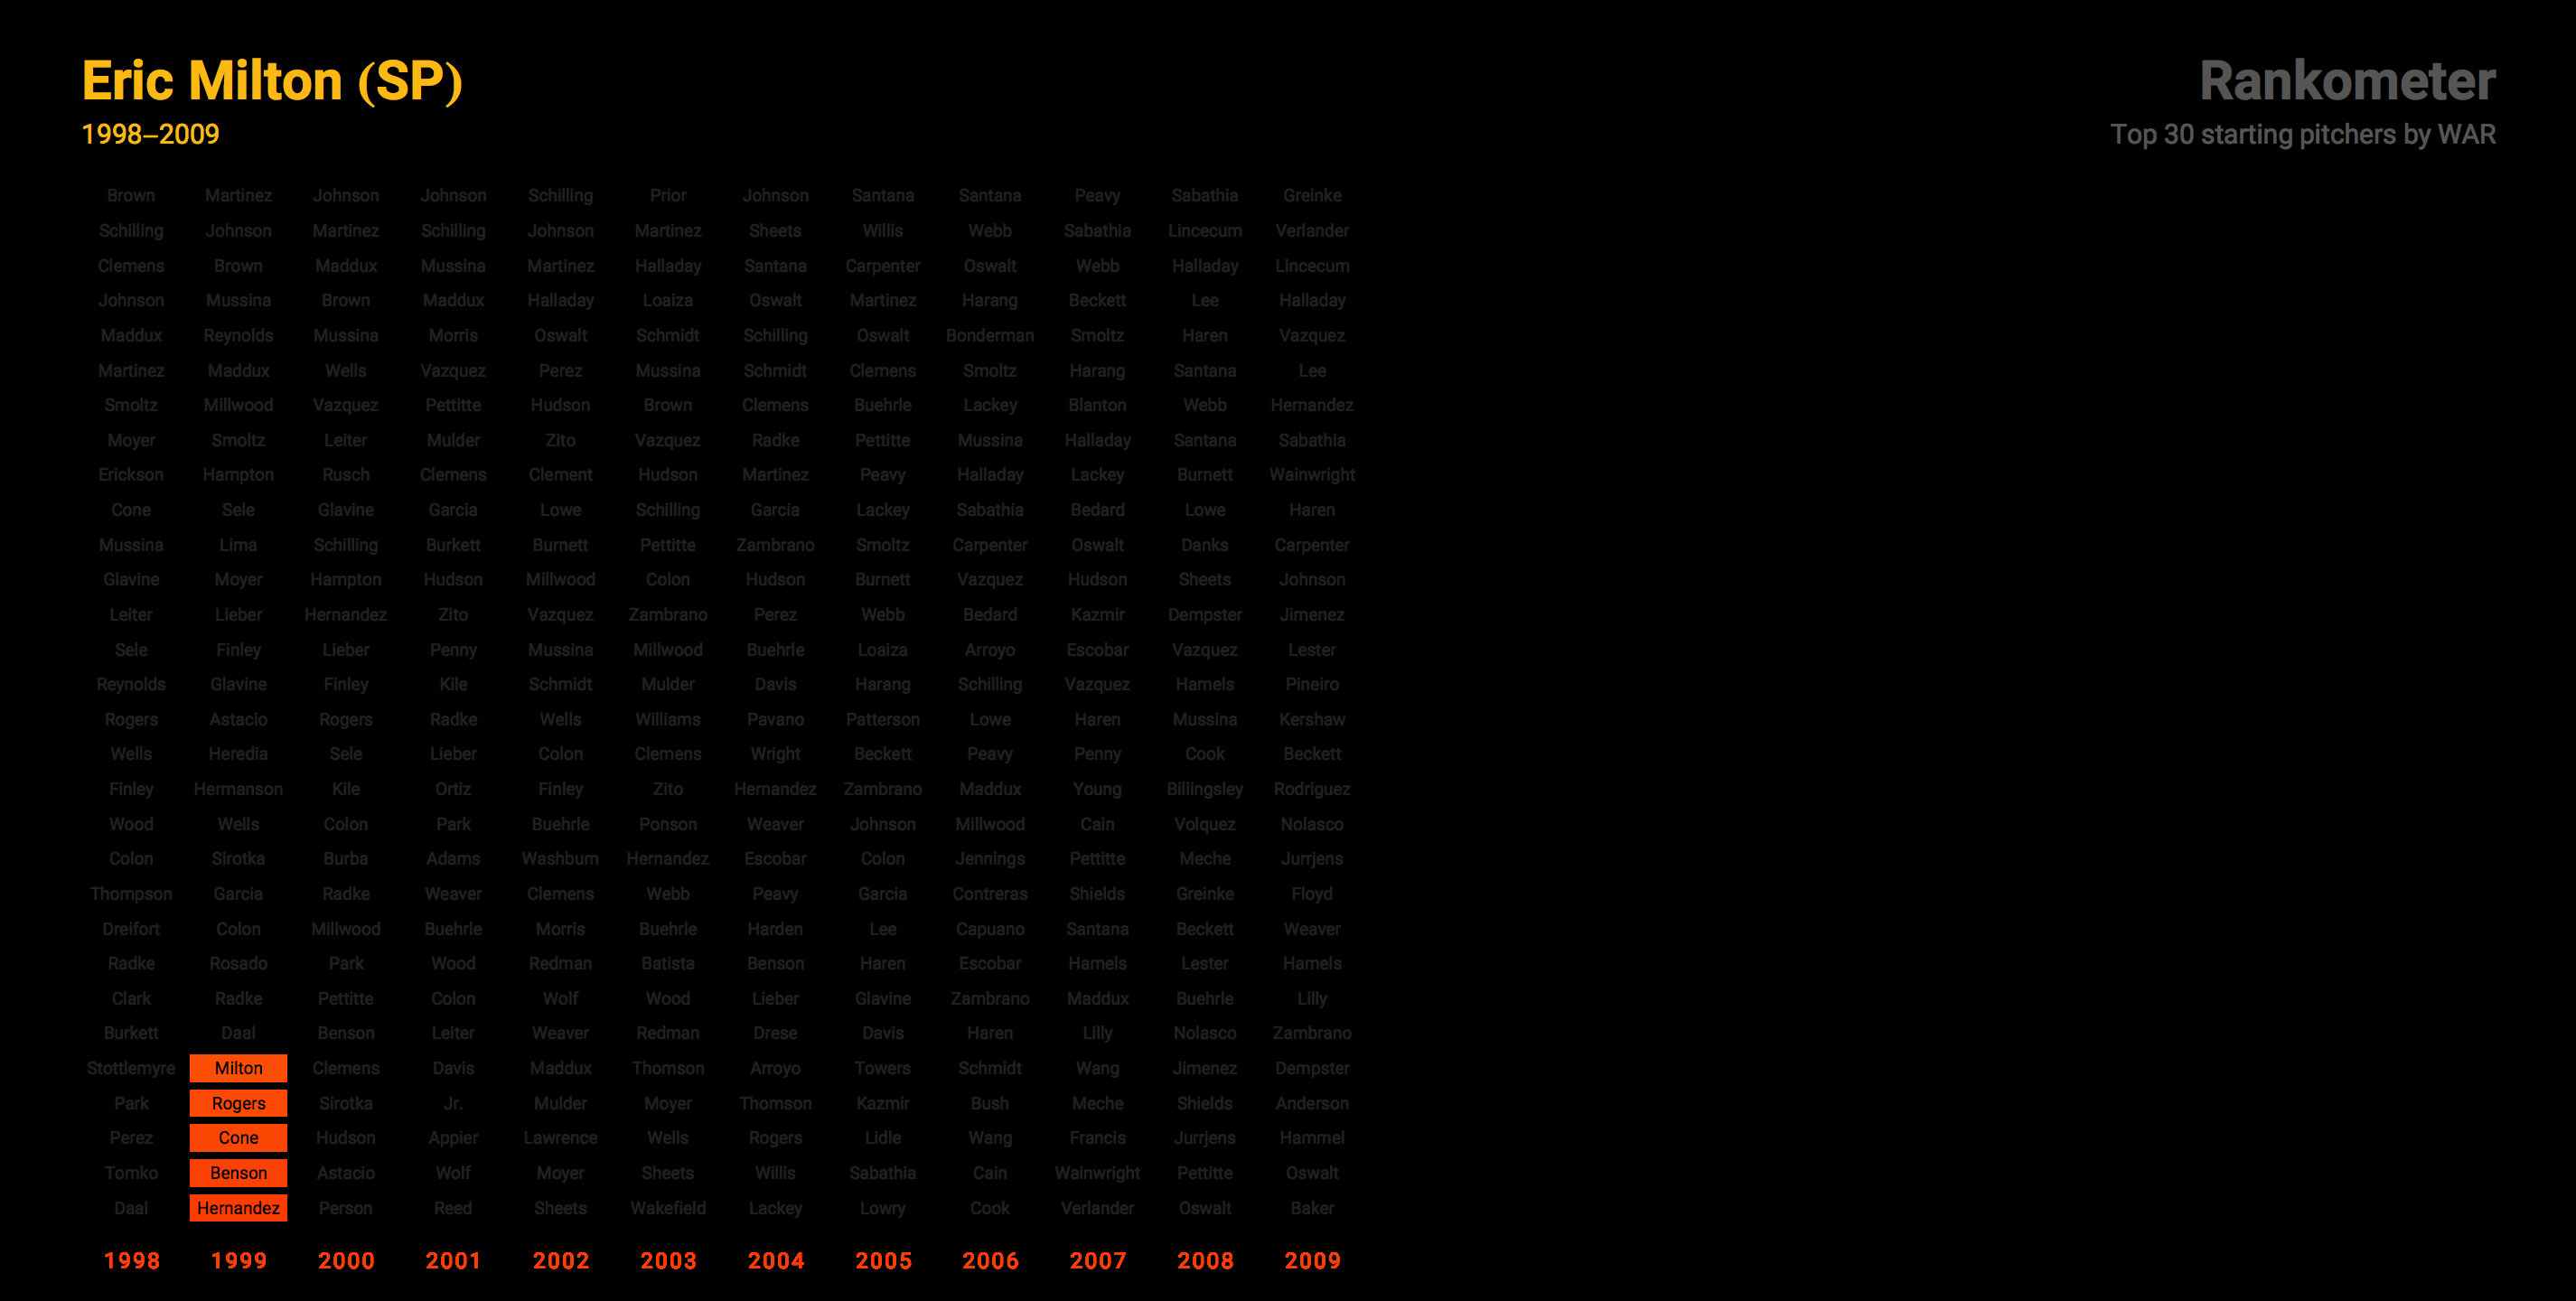 Eric Milton (SP)
1998–2009
Rankometer
Top 30 starting pitchers by WAR
Brown Martinez Johnson Johnson Schilling Prior Johnson Santana Santana Peavy Sabathia Greinke
Schilling Johnson Martinez Schilling Johnson Martinez Sheets Willis Webb Sabathia Lincecum Verlander
Clemens Brown Maddux Mussina Martinez Halladay Santana Carpenter Oswalt Webb Halladay Lincecum
Johnson Mussina Brown Maddux Halladay Loaiza Oswalt Martinez Harang Beckett Lee Halladay
Maddux Reynolds Mussina Morris Oswalt Schmidt Schilling Oswalt Bonderman Smoltz Haren Vazquez
Martinez Maddux Wells Vazquez Perez Mussina Schmidt Clemens Smoltz Harang Santana Lee
Smoltz Millwood Vazquez Pettitte Hudson Brown Clemens Buehrle Lackey Blanton Webb Hernandez
Moyer Smoltz Leiter Mulder Zito Vazquez Radke Pettitte Mussina Halladay Santana Sabathia
Erickson Hampton Rusch Clemens Clement Hudson Martinez Peavy Halladay Lackey Burnett Wainwright
Cone Sele Glavine Garcia Lowe Schilling Garcia Lackey Sabathia Bedard Lowe Haren
Mussina Lima Schilling Burkett Burnett Pettitte Zambrano Smoltz Carpenter Oswalt Danks Carpenter
Glavine Moyer Hampton Hudson Millwood Colon Hudson Burnett Vazquez Hudson Sheets Johnson
Leiter Lieber Hernandez Zito Vazquez Zambrano Perez Webb Bedard Kazmir Dempster Jimenez
Sele Finley Lieber Penny Mussina Millwood Buehrle Loaiza Arroyo Escobar Vazquez Lester
Reynolds Glavine Finley Kile Schmidt Mulder Davis Harang Schilling Vazquez Hamels Pineiro
Rogers Astacio Rogers Radke Wells Williams Pavano Patterson Lowe Haren Mussina Kershaw
Wells Heredia Sele Lieber Colon Clemens Wright Beckett Peavy Penny Cook Beckett
Finley Hermanson Kile Ortiz Finley Zito Hernandez Zambrano Maddux Young Billingsley Rodriguez
Wood Wells Colon Park Buehrle Ponson Weaver Johnson Millwood Cain Volquez Nolasco
Colon Sirotka Burba Adams Washburn Hernandez Escobar Colon Jennings Pettitte Meche Jurrjens
Thompson Garcia Radke Weaver Clemens Webb Peavy Garcia Contreras Shields Greinke Floyd
Dreifort Colon Millwood Buehrle Morris Buehrle Harden Lee Capuano Santana Beckett Weaver
Radke Rosado Park Wood Redman Batista Benson Haren Escobar Hamels Lester Hamels
Clark Radke Pettitte Colon Wolf Wood Lieber Glavine Zambrano Maddux Buehrle Lilly
Burkett Daal Benson Leiter Weaver Redman Drese Davis Haren Lilly Nolasco Zambrano
Stottlemyre Milton Clemens Davis Maddux Thomson Arroyo Towers Schmidt Wang Jimenez Dempster
Park Rogers Sirotka Jr. Mulder Moyer Thomson Kazmir Bush Meche Shields Anderson
Perez Cone Hudson Appier Lawrence Wells Rogers Lidle Wang Francis Jurrjens Hammel
Tomko Benson Astacio Wolf Moyer Sheets Willis Sabathia Cain Wainwright Pettitte Oswalt
Daal Hernandez Person Reed Sheets Wakefield Lackey Lowry Cook Verlander Oswalt Baker
1998 1999 2000 2001 2002 2003 2004 2005 2006 2007 2008 2009